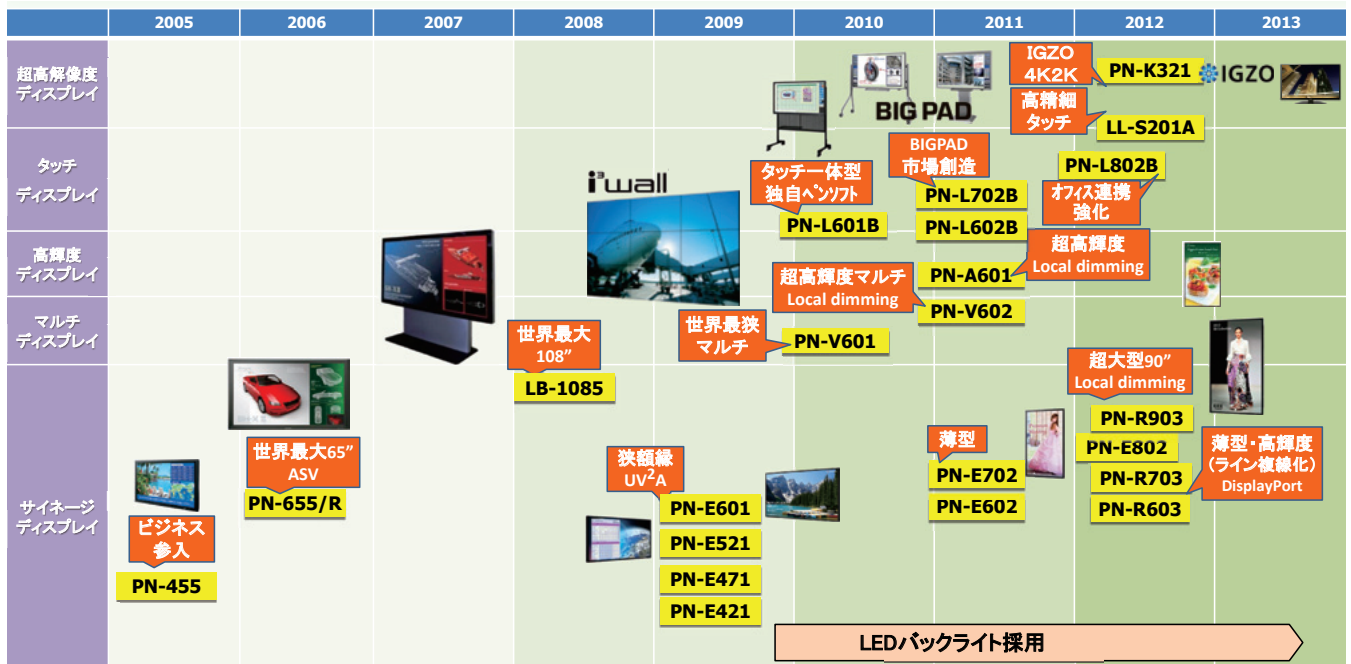 2005
2006
2007
2008
2009
2010
2011
2012
2013
超高解像度
ディスプレイ
BIG PAD
IGZO
4K2K
PN-K321
IGZO
高精細
タッチ
LL-S201A
タッチ
ディスプレイ
i³wall
タッチ一体型
独自ペンソフト
PN-L601B
BIGPAD
市場創造
PN-L702B
PN-L602B
PN-L802B
オフィス連携
強化
高輝度
ディスプレイ
超高輝度マルチ
Local dimming
PN-A601
超高輝度
Local dimming
マルチ
ディスプレイ
世界最大
108”
LB-1085
世界最狭
マルチ
PN-V601
PN-V602
サイネージ
ディスプレイ
ビジネス
参入
PN-455
世界最大65”
ASV
PN-655/R
狭額縁
UV²A
PN-E601
PN-E521
PN-E471
PN-E421
薄型
PN-E702
PN-E602
超大型90”
Local dimming
PN-R903
PN-E802
PN-R703
PN-R603
薄型・高輝度
(ライン複線化)
DisplayPort
LEDバックライト採用